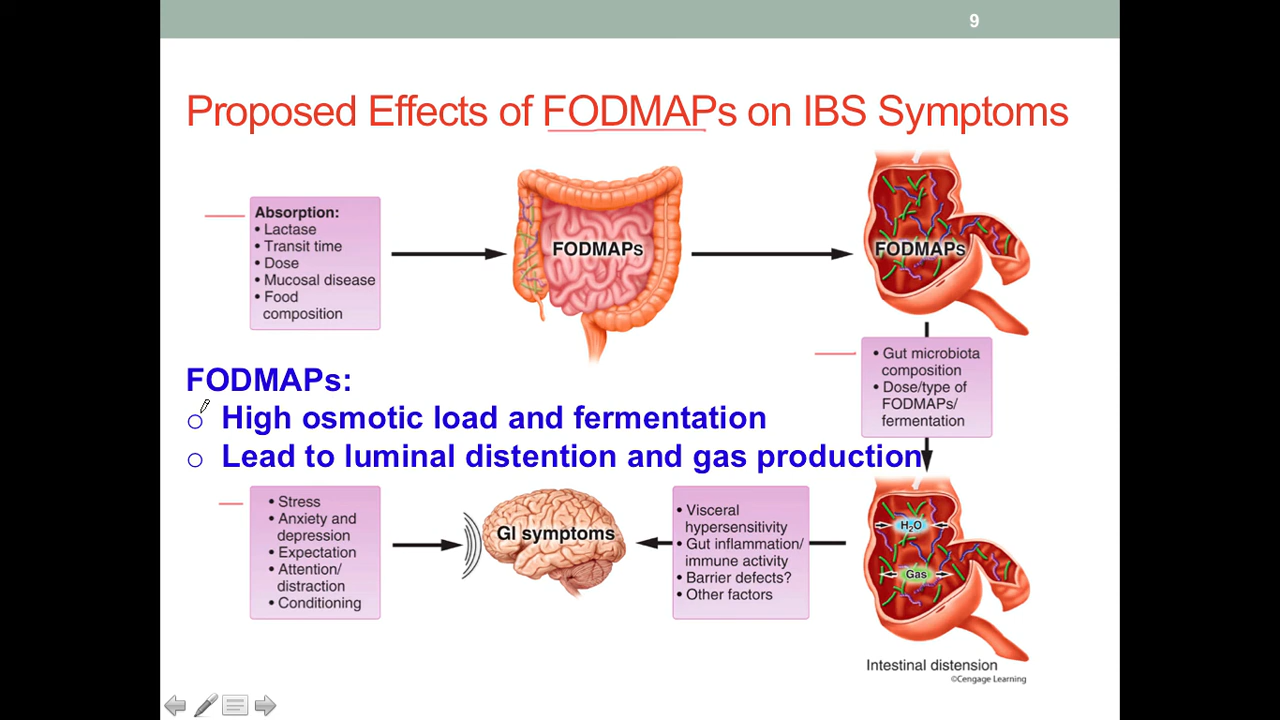 9
Proposed Effects of FODMAPs on IBS Symptoms
Absorption:
• Lactase
• Transit time
• Dose
• Mucosal disease
• Food
composition
FODMAPs
FODMAPs
• Gut microbiota
composition
• Dose/type of
FODMAPs/
fermentation
FODMAPs:
o High osmotic load and fermentation
o Lead to luminal distention and gas production
• Stress
• Anxiety and
depression
• Expectation
• Attention/
distraction
• Conditioning
GI symptoms
• Visceral
hypersensitivity
• Gut inflammation/
immune activity
• Barrier defects?
• Other factors
H₂O
Gas
Intestinal distension
©Cengage Learning